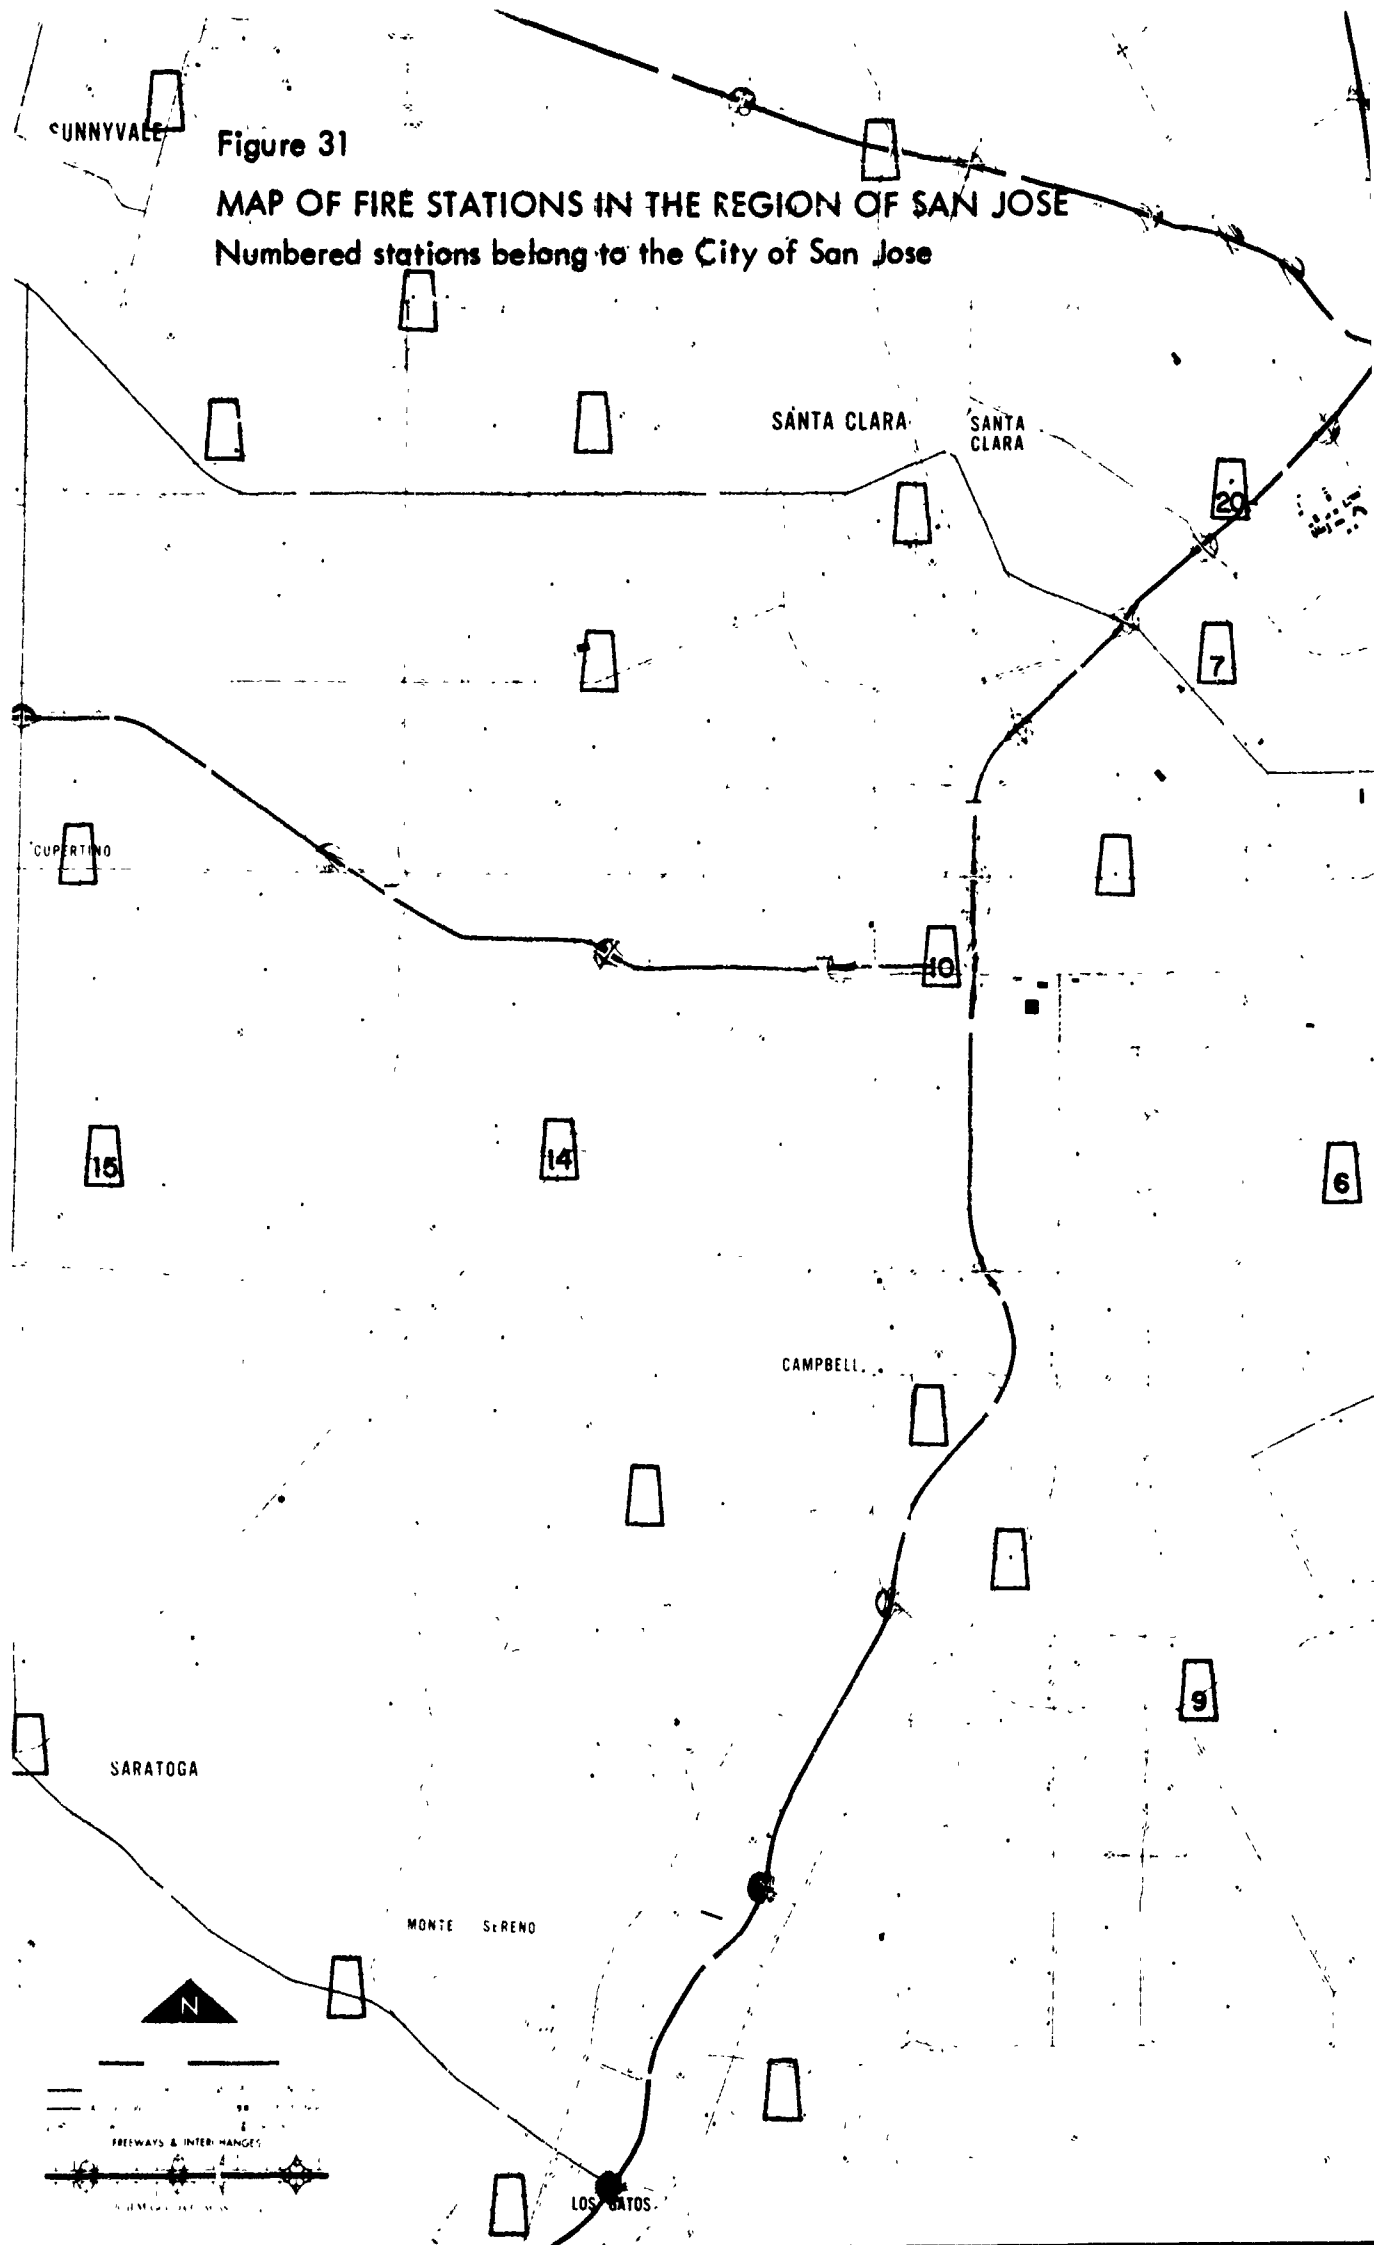 SUNNYVALE
Figure 31
MAP OF FIRE STATIONS IN THE REGION OF SAN JOSE
Numbered stations belong to the City of San Jose
SANTA CLARA
SANTA
CLARA
20
7
CUPERTINO
10
15
14
6
CAMPBELL
9
SARATOGA
MONTE SERENO
N
FREEWAYS & INTERCHANGES
LOS GATOS